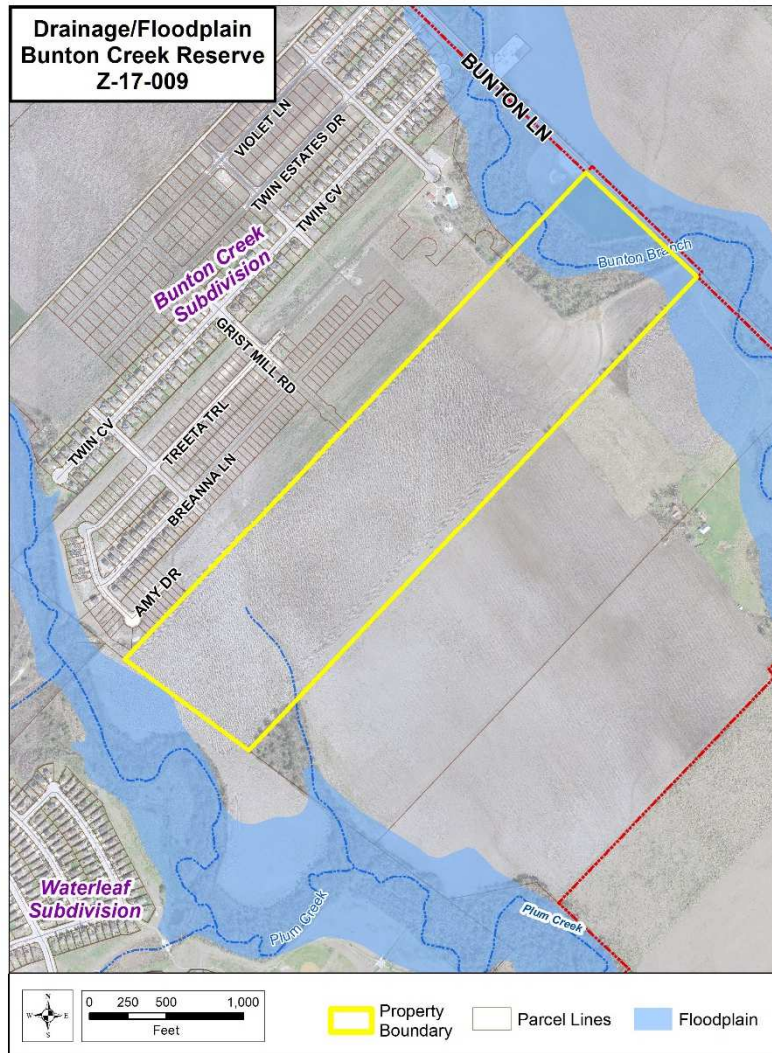 Drainage/Floodplain
Bunton Creek Reserve
Z-17-009
BUNTON LN
VIOLET LN
TWIN ESTATES DR
TWIN CV
Bunton Creek
Subdivision
Bunton Branch
GRIST MILL RD
TWIN CV
TREETA TRL
BREANNA LN
AMY DR
Waterleaf
Subdivision
Plum Creek
Plum Creek
N
W E
S
0 250 500 1,000
Feet
Property
Boundary
Parcel Lines
Floodplain